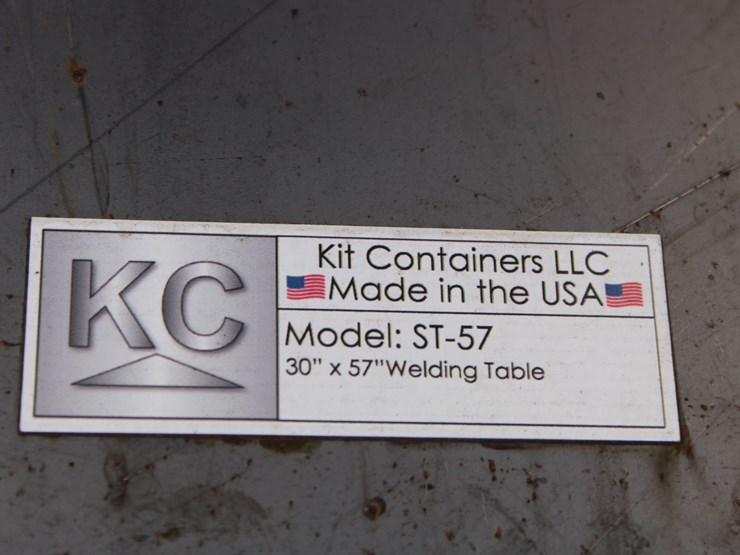 KC
Kit Containers LLC
Made in the USA
Model: ST-57
30" x 57"Welding Table